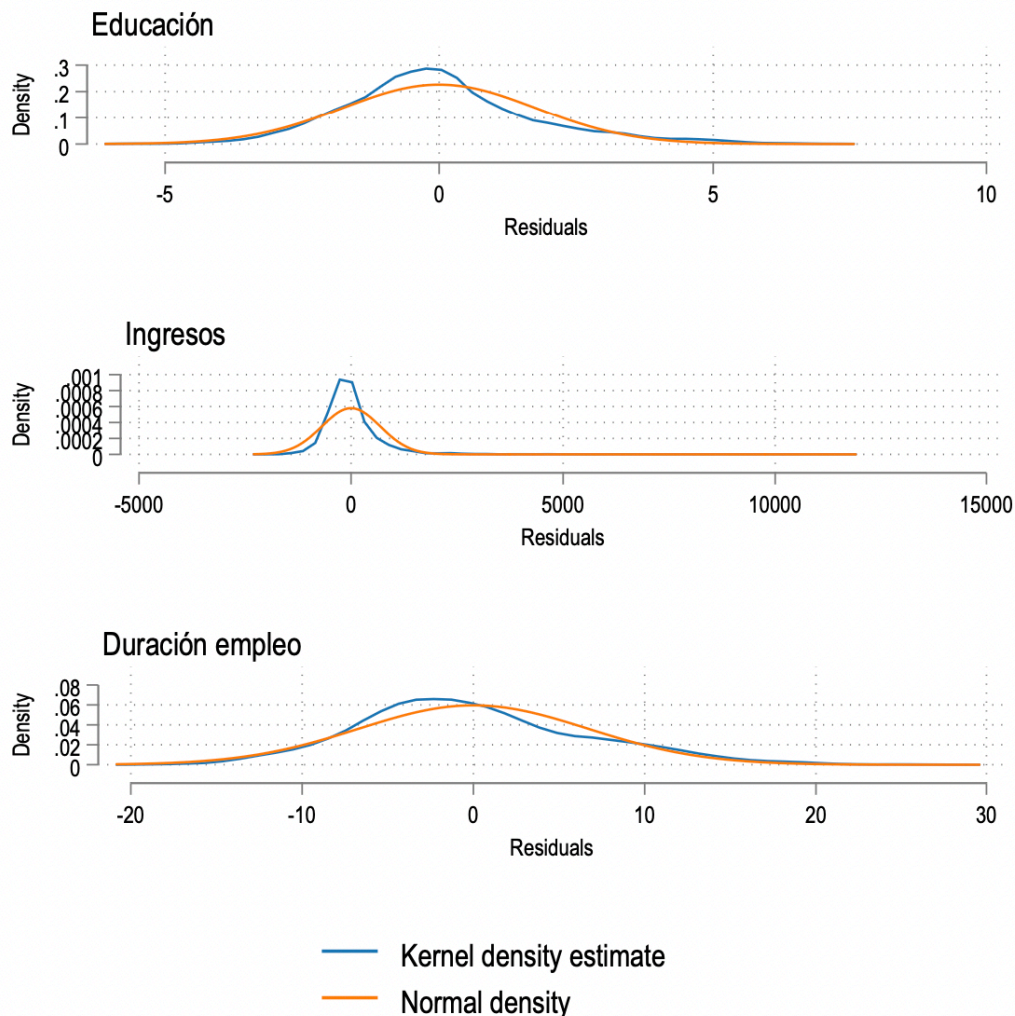 Educación
Density
.3
.2
.1
0
-5 0 5 10
Residuals
Ingresos
Density
.001
.0008
.0006
.0004
.0002
0
-5000 0 5000 10000 15000
Residuals
Duración empleo
Density
.08
.06
.04
.02
0
-20 -10 0 10 20 30
Residuals
Kernel density estimate
Normal density